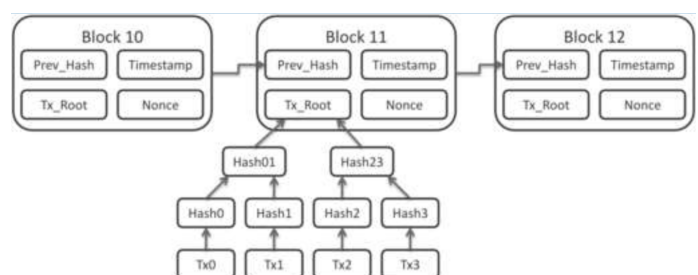 Block 10 Block 11 Block 12
Prev_Hash Timestamp Prev_Hash Timestamp Prev_Hash Timestamp
Tx_Root Nonce Tx_Root Nonce Tx_Root Nonce
Hash01 Hash23
Hash0 Hash1 Hash2 Hash3
Tx0 Tx1 Tx2 Tx3